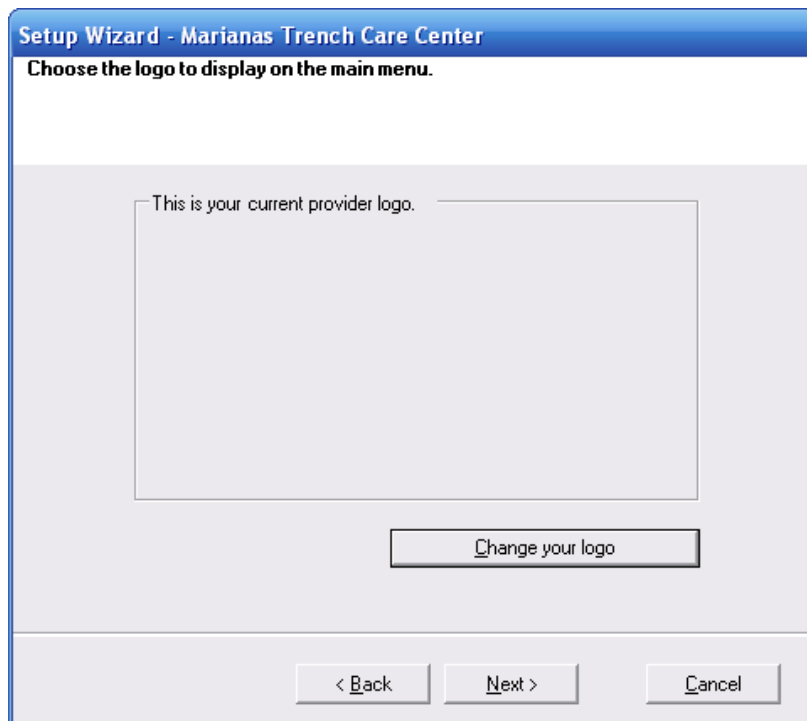 Setup Wizard - Marianas Trench Care Center
Choose the logo to display on the main menu.
This is your current provider logo.
Change your logo
< Back Next > Cancel